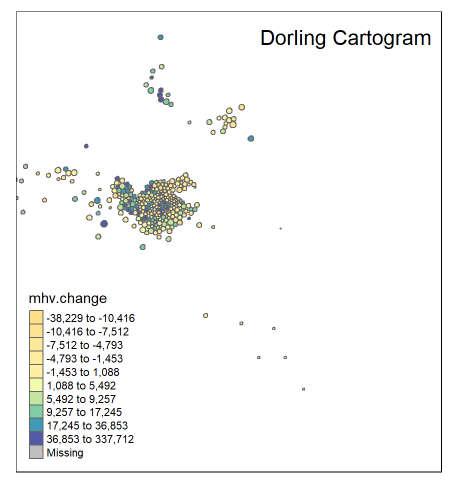 Dorling Cartogram
mhv.change
-38,229 to -10,416
-10,416 to -7,512
-7,512 to -4,793
-4,793 to -1,453
-1,453 to 1,088
1,088 to 5,492
5,492 to 9,257
9,257 to 17,245
17,245 to 36,853
36,853 to 337,712
Missing